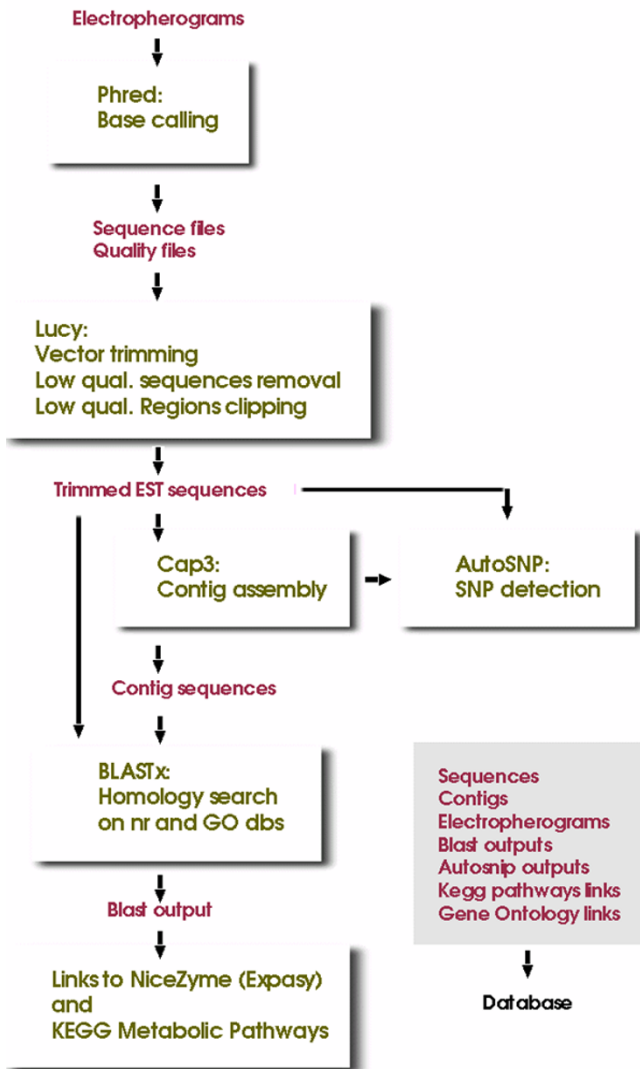 Electropherograms
Phred:
Base calling
Sequence files
Quality files
Lucy:
Vector trimming
Low qual. sequences removal
Low qual. Regions clipping
Trimmed EST sequences
Cap3:
Contig assembly
AutoSNP:
SNP detection
Contig sequences
BLASTx:
Homology search
on nr and GO dbs
Blast output
Links to NiceZyme (Expasy)
and
KEGG Metabolic Pathways
Sequences
Contigs
Electropherograms
Blast outputs
Autosnip outputs
Kegg pathways links
Gene Ontology links
Database